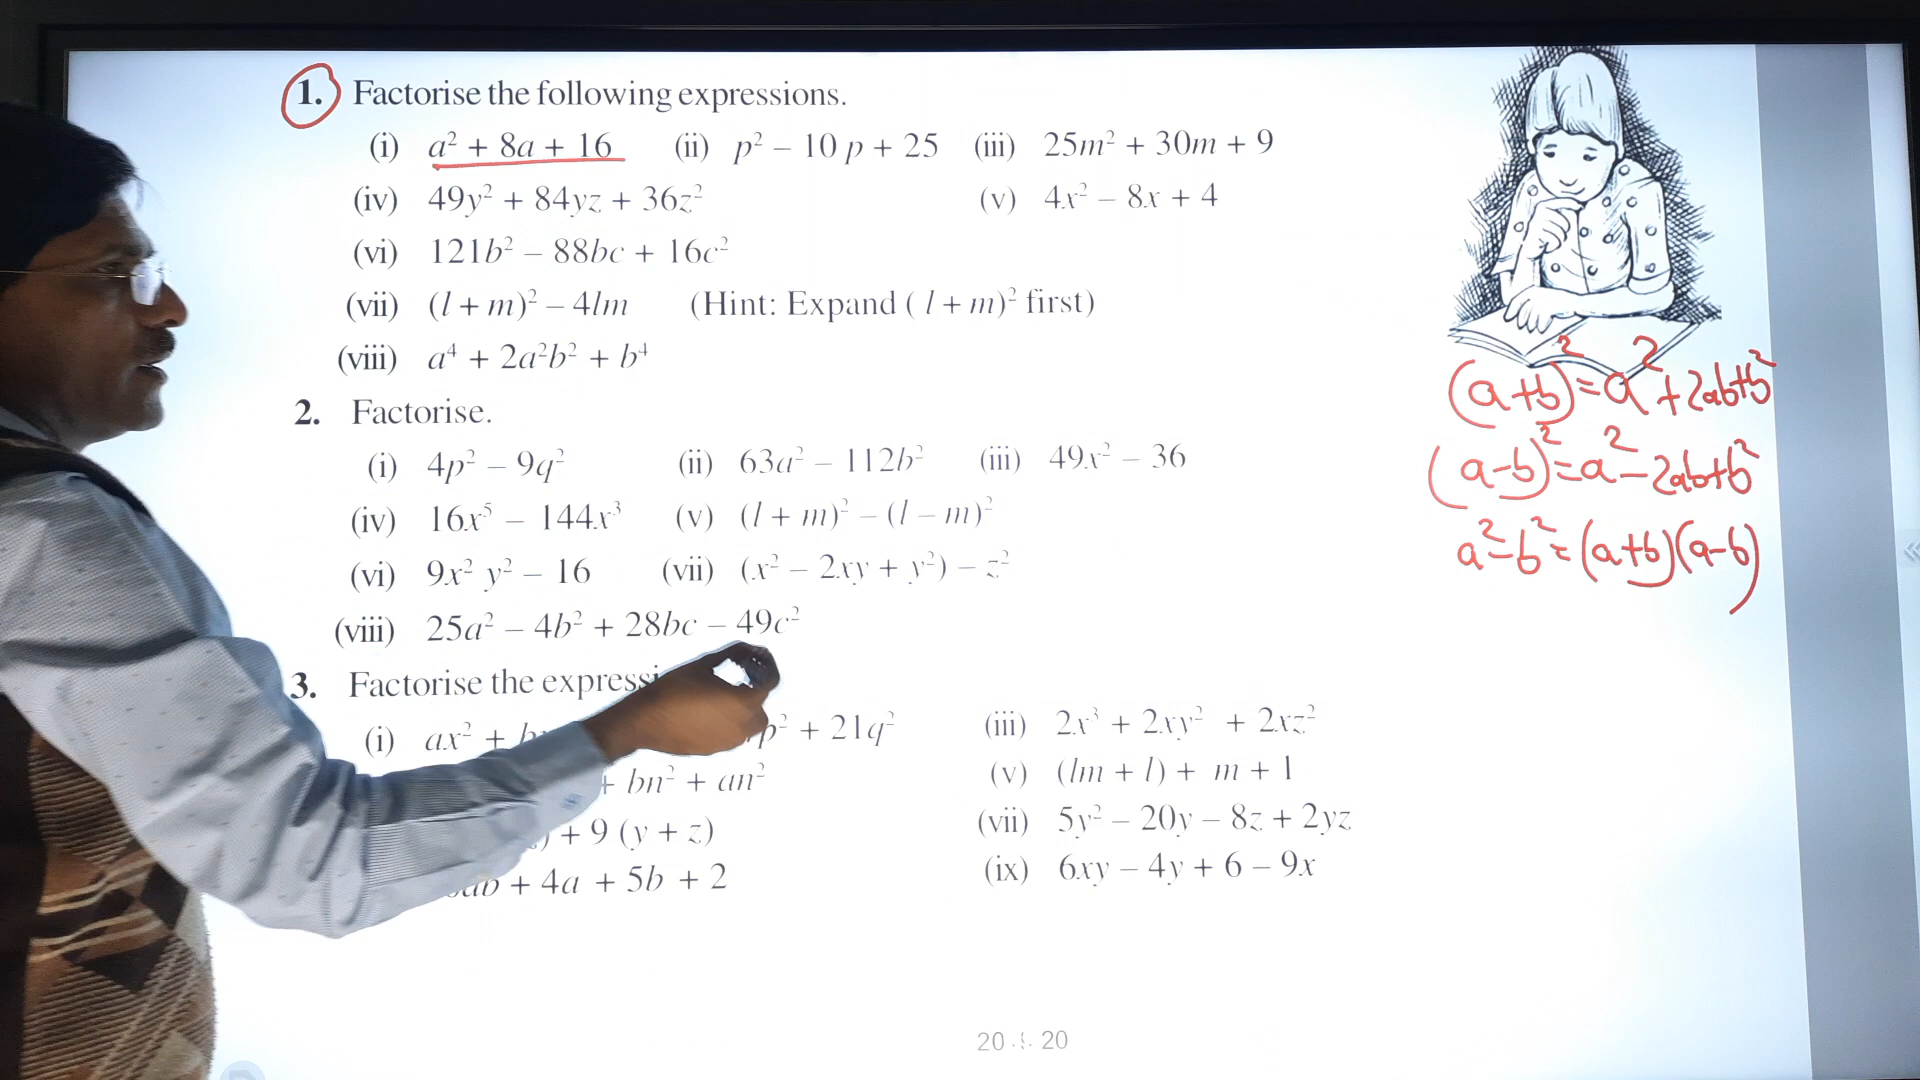 1. Factorise the following expressions.
(i) a² + 8a + 16 (ii) p² – 10 p + 25 (iii) 25m² + 30m + 9
(iv) 49y² + 84yz + 36z² (v) 4x² – 8x + 4
(vi) 121b² – 88bc + 16c²
(vii) (l + m)² – 4lm (Hint: Expand ( l + m)² first)
(viii) a⁴ + 2a²b² + b⁴
(a+b)² = a² + 2ab+b²
2. Factorise.
(i) 4p² – 9q² (ii) 63a² – 112b² (iii) 49x² – 36
(a-b)² = a² - 2ab+b²
(iv) 16x⁵ – 144x³ (v) (l + m)² – (l – m)²
a² - b² = (a+b)(a-b)
(vi) 9x² y² – 16 (vii) (x² – 2xy + y²) – z²
(viii) 25a² – 4b² + 28bc – 49c²
3. Factorise the
(i) ax² + p² + 21q² (iii) 2x³ + 2xy² + 2xz²
+ bn² + an² (v) (lm + l) + m + 1
+ 9 (y + z) (vii) 5y² – 20y – 8z + 2yz
+ 4a + 5b + 2 (ix) 6xy – 4y + 6 – 9x